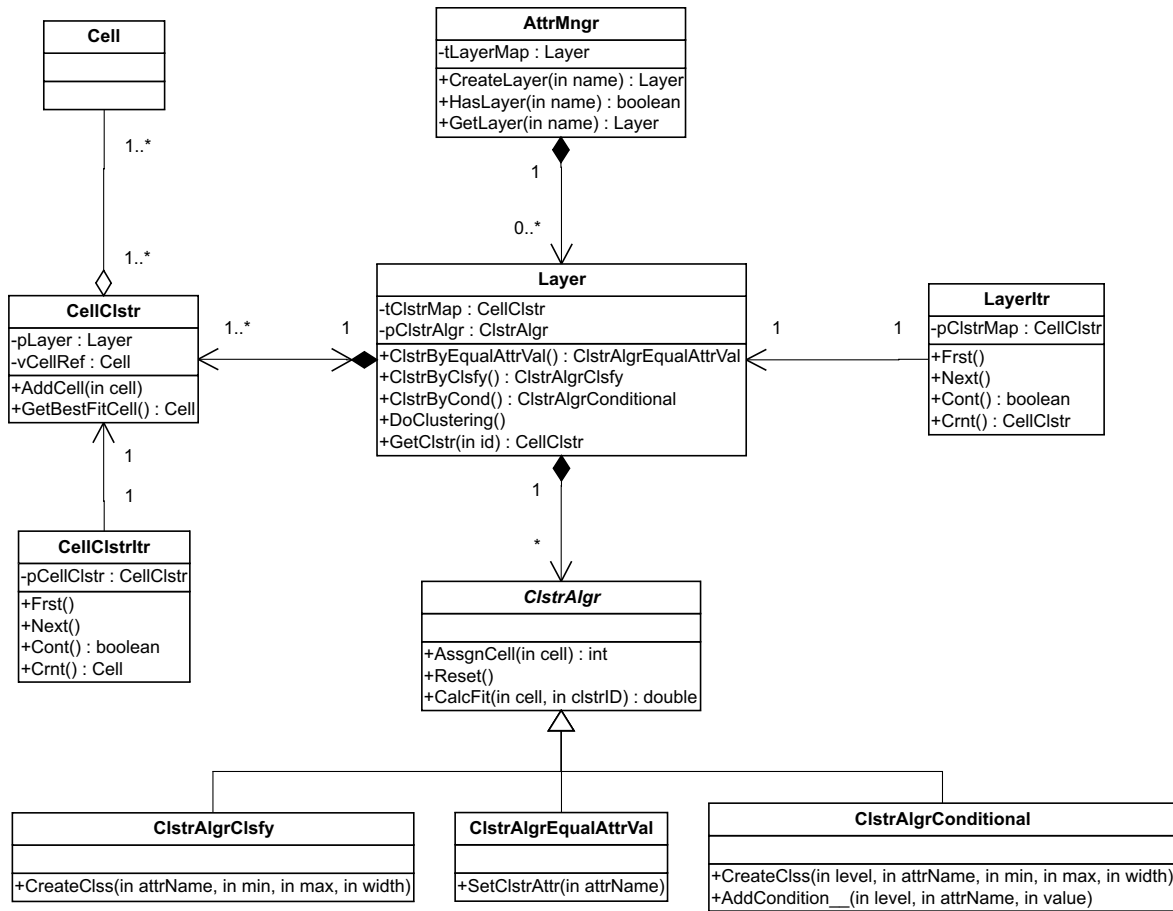 Cell
AttrMngr
-tLayerMap : Layer
+CreateLayer(in name) : Layer
+HasLayer(in name) : boolean
+GetLayer(in name) : Layer
1..*
1
0..*
1..*
CellClstr
-pLayer : Layer
-vCellRef : Cell
+AddCell(in cell)
+GetBestFitCell() : Cell
1..*
1
Layer
-tClstrMap : CellClstr
-pClstrAlgr : ClstrAlgr
+ClstrByEqualAttrVal() : ClstrAlgrEqualAttrVal
+ClstrByClsfy() : ClstrAlgrClsfy
+ClstrByCond() : ClstrAlgrConditional
+DoClustering()
+GetClstr(in id) : CellClstr
1
1
LayerItr
-pClstrMap : CellClstr
+Frst()
+Next()
+Cont() : boolean
+Crnt() : CellClstr
1
1
CellClstrItr
-pCellClstr : CellClstr
+Frst()
+Next()
+Cont() : boolean
+Crnt() : Cell
1
*
ClstrAlgr
+AssgnCell(in cell) : int
+Reset()
+CalcFit(in cell, in clstrID) : double
ClstrAlgrClsfy
+CreateClss(in attrName, in min, in max, in width)
ClstrAlgrEqualAttrVal
+SetClstrAttr(in attrName)
ClstrAlgrConditional
+CreateClss(in level, in attrName, in min, in max, in width)
+AddCondition__(in level, in attrName, in value)